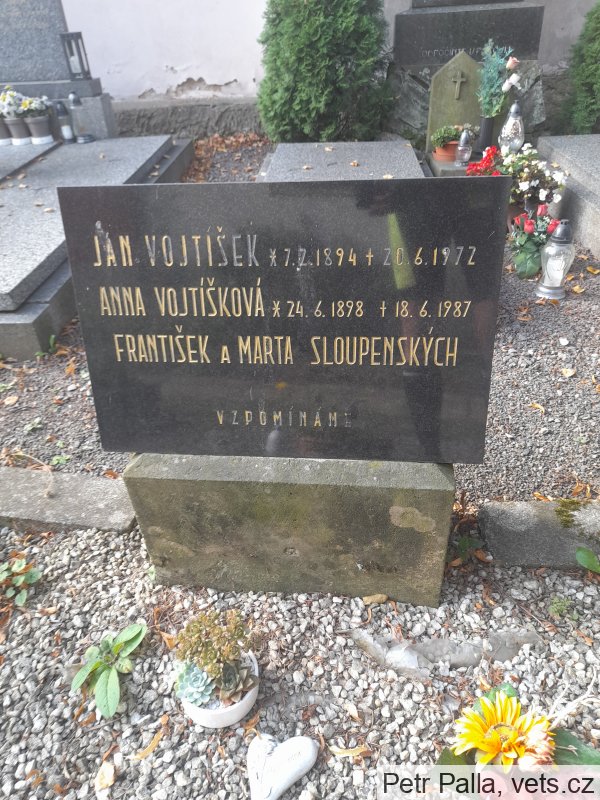 JAN VOJTÍŠEK * 7.2.1894 + 20.6.1972
ANNA VOJTÍŠKOVÁ * 24.6.1898 + 18.6.1987
FRANTIŠEK A MARTA SLOUPENSKÝCH
VZPOMÍNÁME
Petr Palla, vets.cz